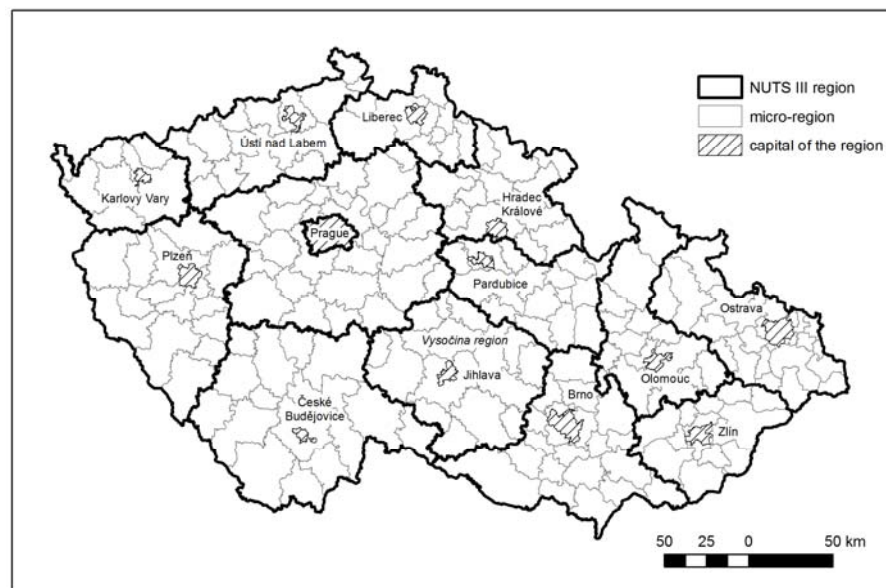 NUTS III region
micro-region
capital of the region
Liberec
Ústí nad Labem
Karlovy Vary
Hradec
Králové
Prague
Plzeň
Pardubice
Ostrava
Vysočina region
Jihlava
Olomouc
Brno
České
Budějovice
Zlín
50 25 0 50 km